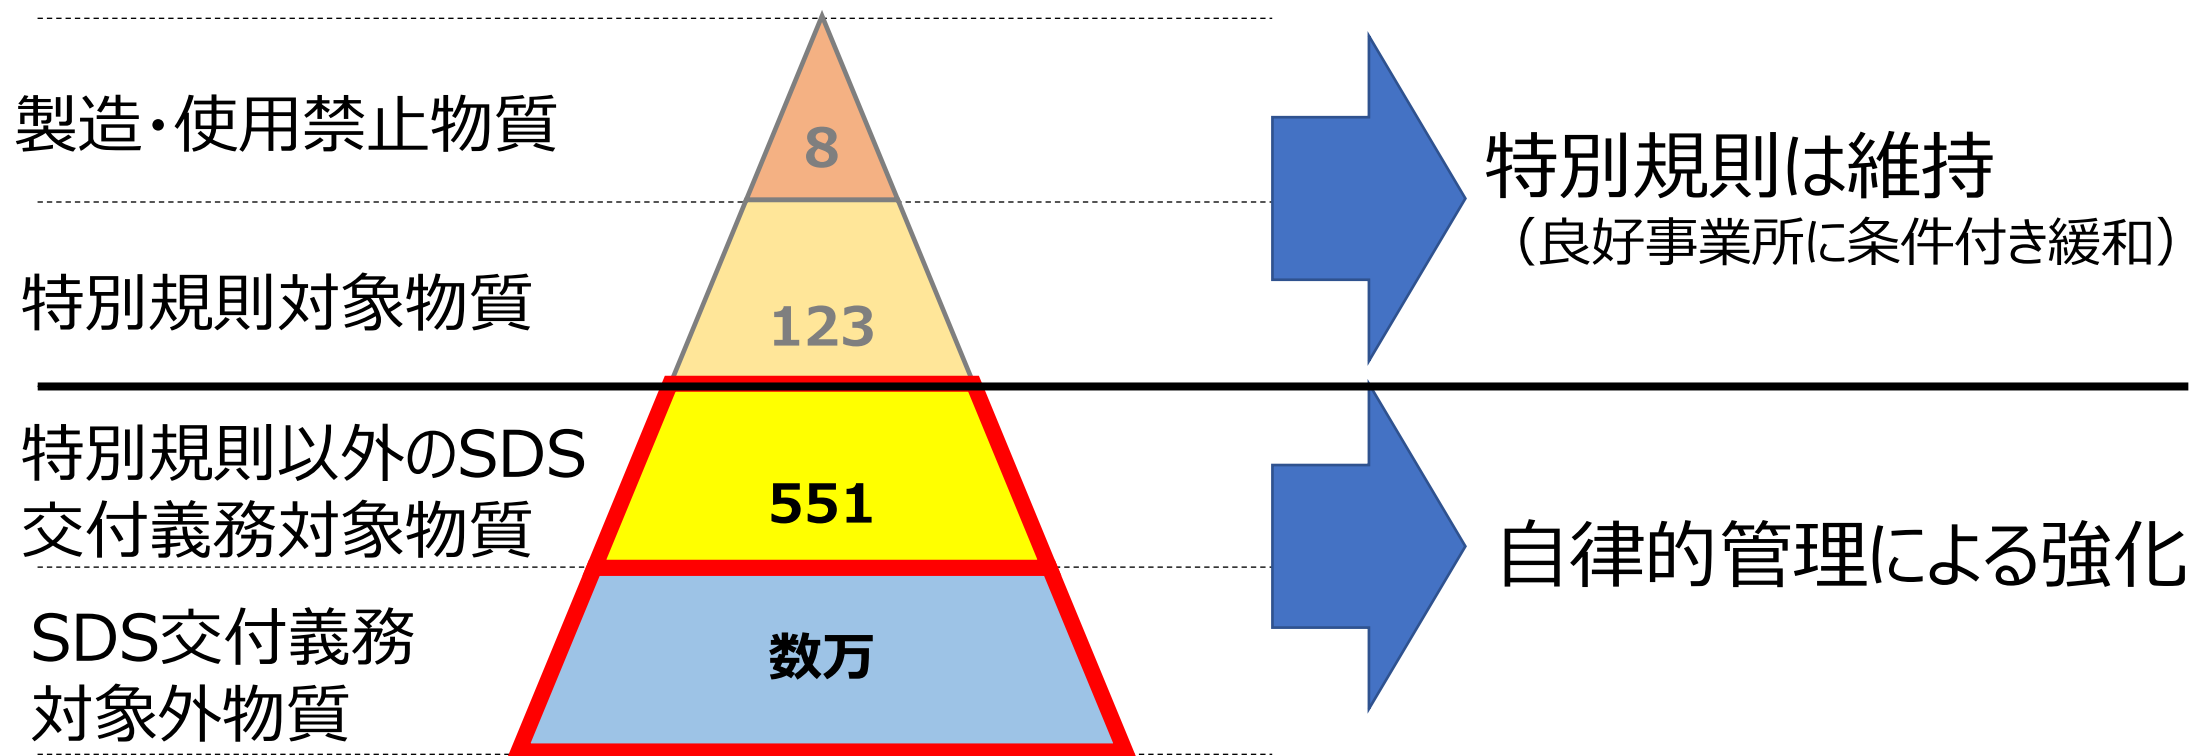 製造・使用禁止物質
8
特別規則は維持
（良好事業所に条件付き緩和）
特別規則対象物質
123
特別規則以外のSDS
交付義務対象物質
551
自律的管理による強化
SDS交付義務
対象外物質
数万